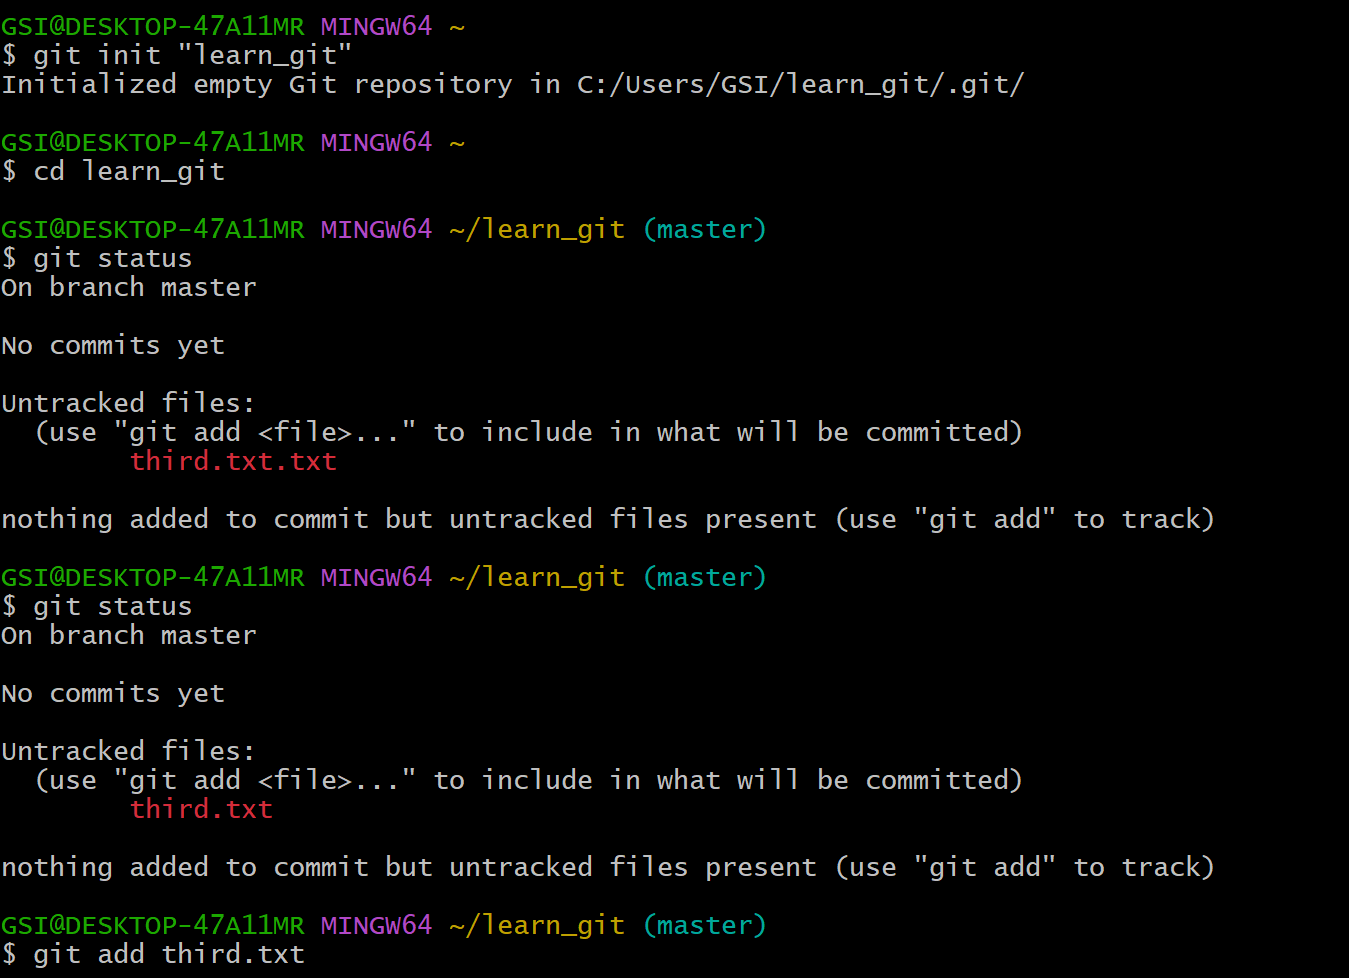 GSI@DESKTOP-47A11MR MINGW64 ~
$ git init "learn_git"
Initialized empty Git repository in C:/Users/GSI/learn_git/.git/
GSI@DESKTOP-47A11MR MINGW64 ~
$ cd learn_git
GSI@DESKTOP-47A11MR MINGW64 ~/learn_git (master)
$ git status
On branch master
No commits yet
Untracked files:
  (use "git add <file>..." to include in what will be committed)
        third.txt.txt
nothing added to commit but untracked files present (use "git add" to track)
GSI@DESKTOP-47A11MR MINGW64 ~/learn_git (master)
$ git status
On branch master
No commits yet
Untracked files:
  (use "git add <file>..." to include in what will be committed)
        third.txt
nothing added to commit but untracked files present (use "git add" to track)
GSI@DESKTOP-47A11MR MINGW64 ~/learn_git (master)
$ git add third.txt